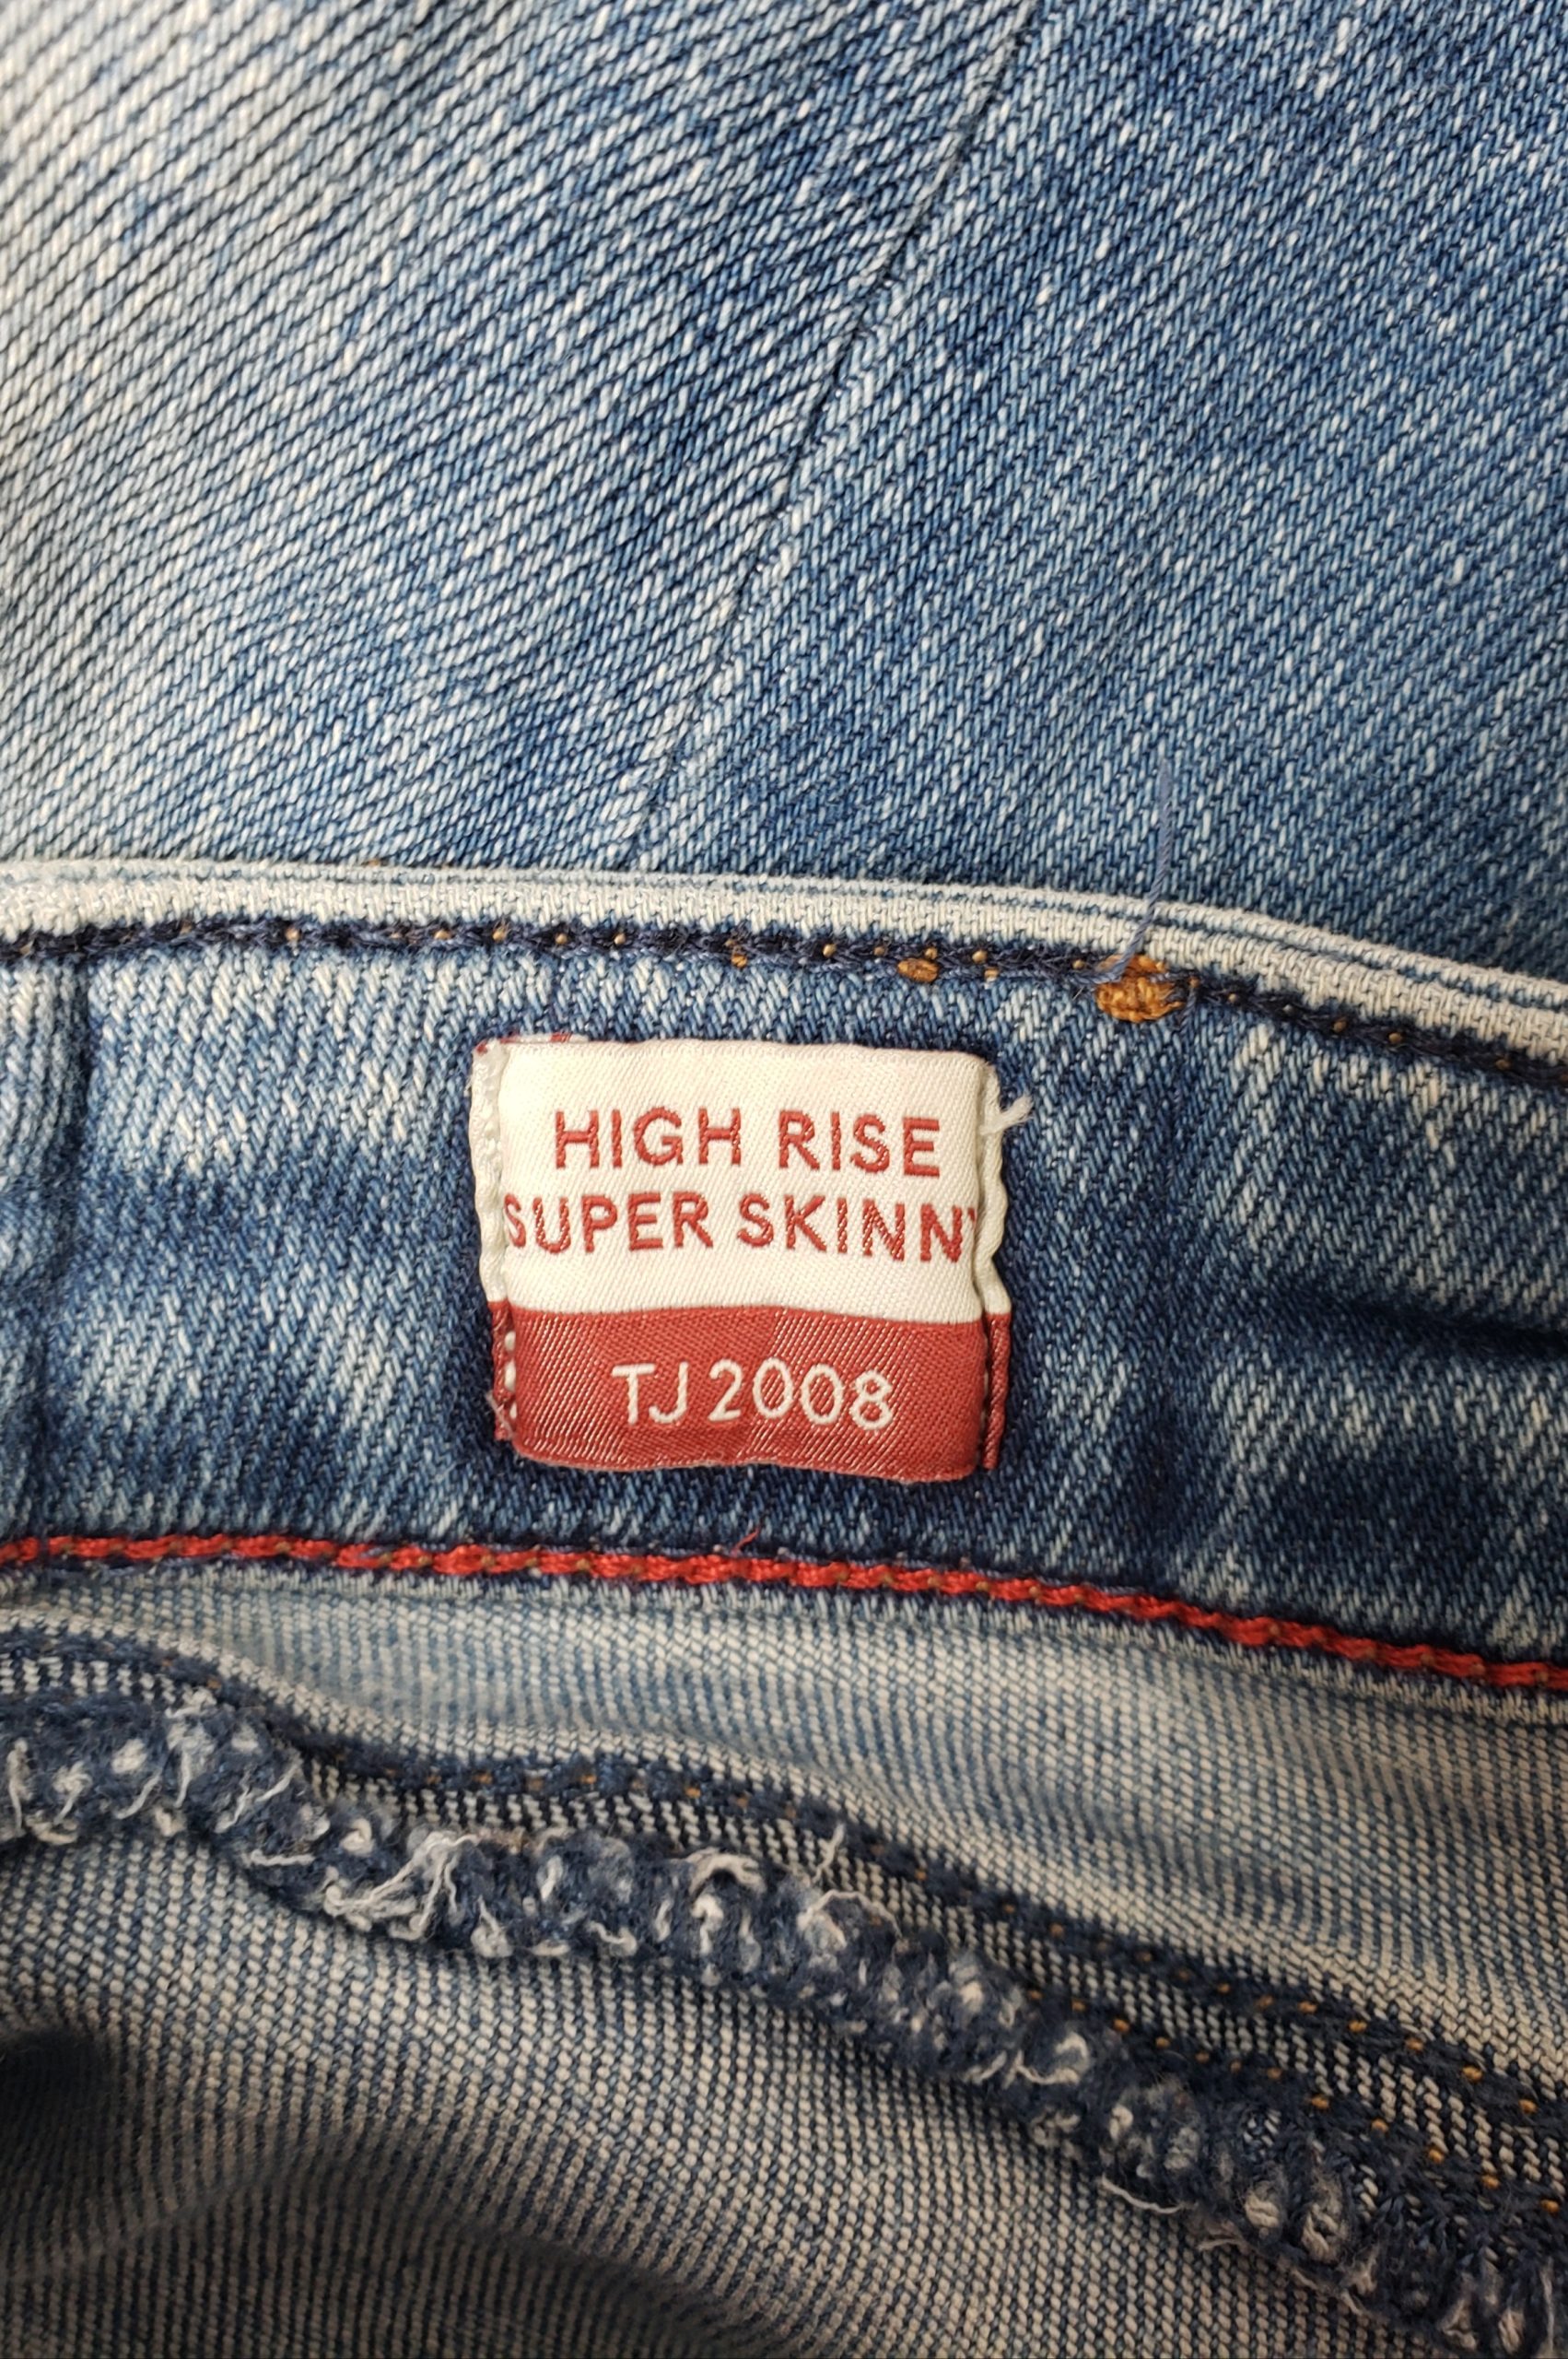 HIGH RISE
SUPER SKINNY
TJ 2008